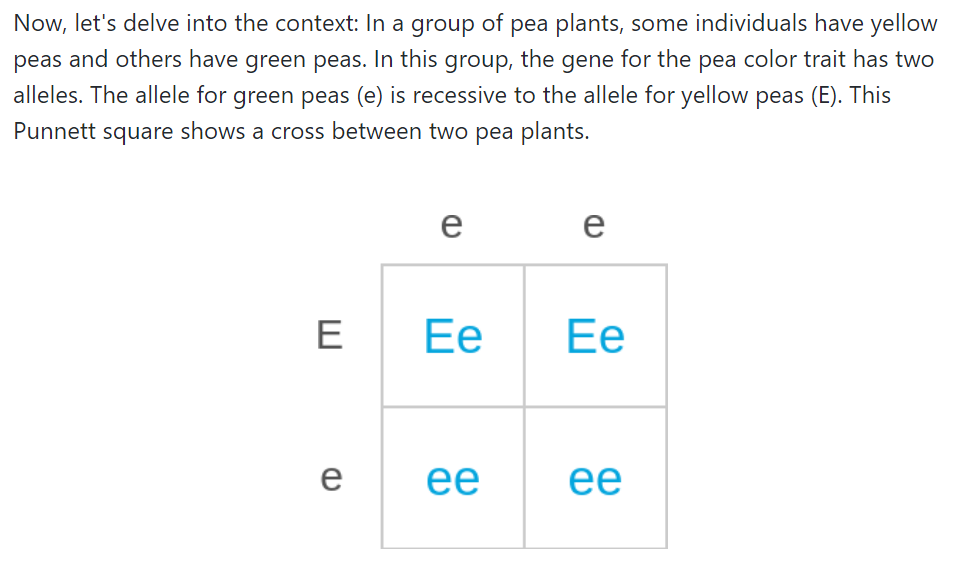 Now, let's delve into the context: In a group of pea plants, some individuals have yellow
peas and others have green peas. In this group, the gene for the pea color trait has two
alleles. The allele for green peas (e) is recessive to the allele for yellow peas (E). This
Punnett square shows a cross between two pea plants.
e e
E Ee Ee
e ee ee